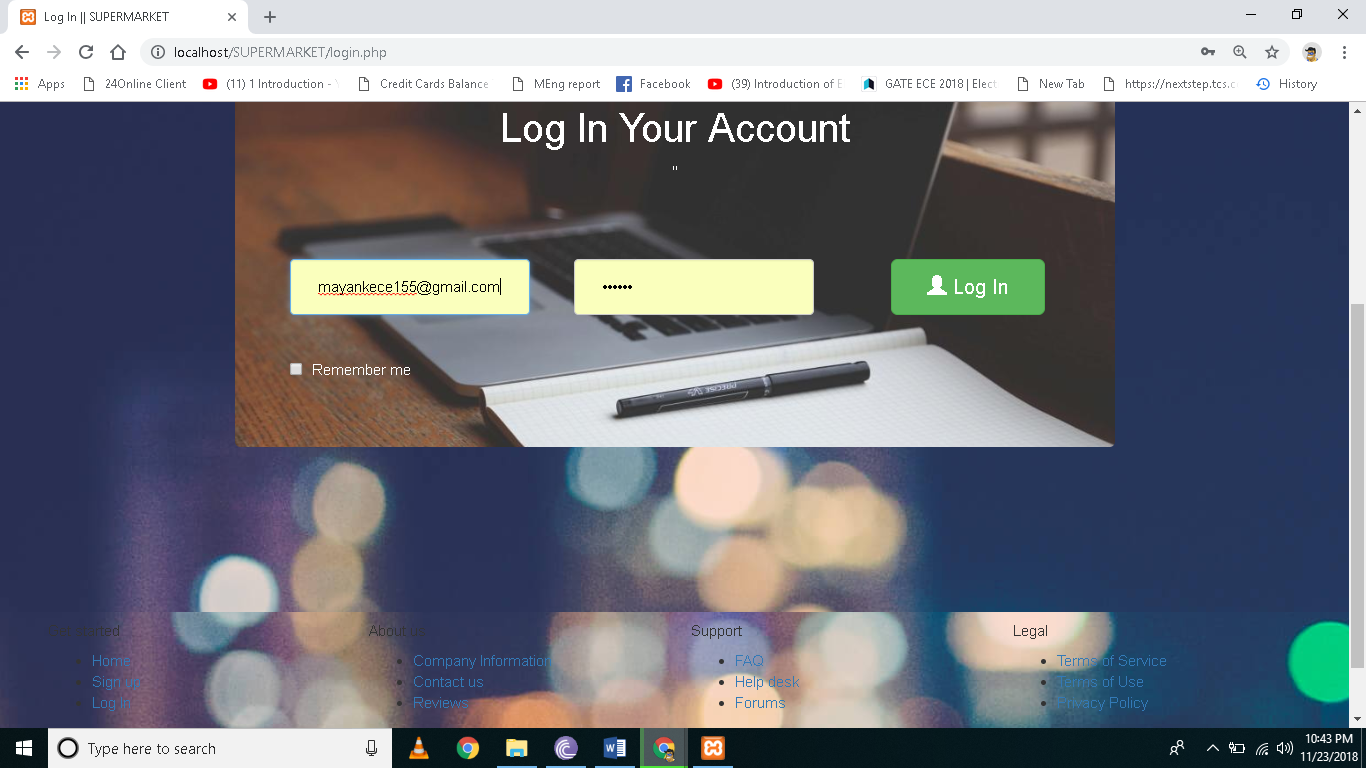 Log In || SUPERMARKET
localhost/SUPERMARKET/login.php
Apps 24Online Client (11) 1 Introduction - Credit Cards Balance MEng report Facebook (39) Introduction of GATE ECE 2018 | Elect New Tab https://nextstep.tcs.c History
Log In Your Account
"
mayankece155@gmail.com •••••• Log In
Remember me
PRECISE
About us Support Legal
Home Company Information FAQ Terms of Service
Sign up Contact us Help desk Terms of Use
Log In Reviews Forums Privacy Policy
Type here to search
10:43 PM
11/23/2018